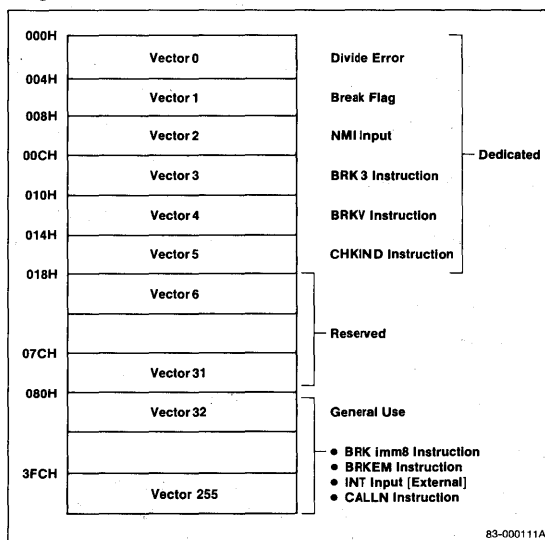 000H
Vector 0 Divide Error
004H
Vector 1 Break Flag
008H
Vector 2 NMI Input
00CH Dedicated
Vector 3 BRK 3 Instruction
010H
Vector 4 BRKV Instruction
014H
Vector 5 CHKIND Instruction
018H
Vector 6
Reserved
07CH
Vector 31
080H
Vector 32 General Use
• BRK imm8 Instruction
• BRKEM Instruction
3FCH • INT Input [External]
Vector 255 • CALLN Instruction
83-000111A